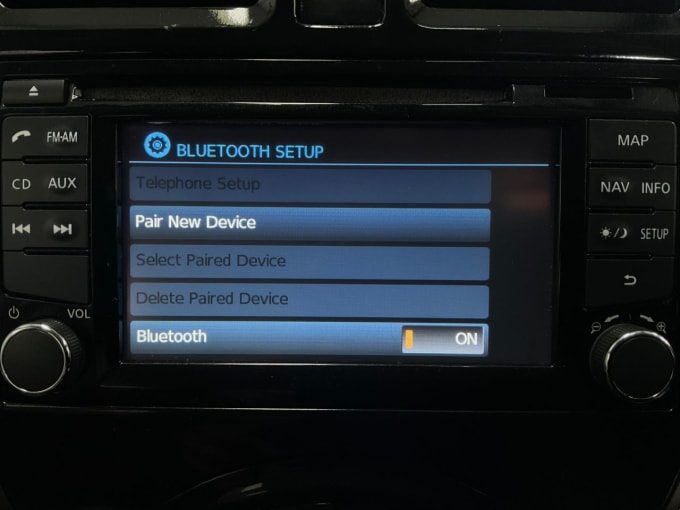 FM·AM
CD AUX
VOL
BLUETOOTH SETUP
Telephone Setup
Pair New Device
Select Paired Device
Delete Paired Device
Bluetooth ON
MAP
NAV INFO
SETUP